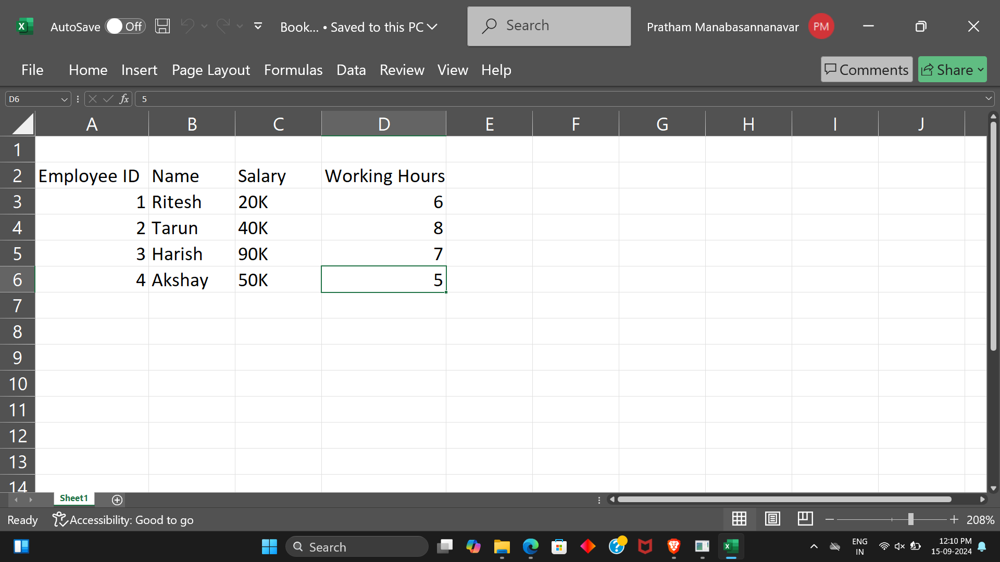 AutoSave Off Book... • Saved to this PC Search Pratham Manabasannanavar PM
File Home Insert Page Layout Formulas Data Review View Help Comments Share
D6 fx 5
A B C D E F G H I J
1
2 Employee ID Name Salary Working Hours
3 1 Ritesh 20K 6
4 2 Tarun 40K 8
5 3 Harish 90K 7
6 4 Akshay 50K 5
7
8
9
10
11
12
13
14
Sheet1
Ready Accessibility: Good to go 208%
Search ENG 12:10 PM
IN 15-09-2024